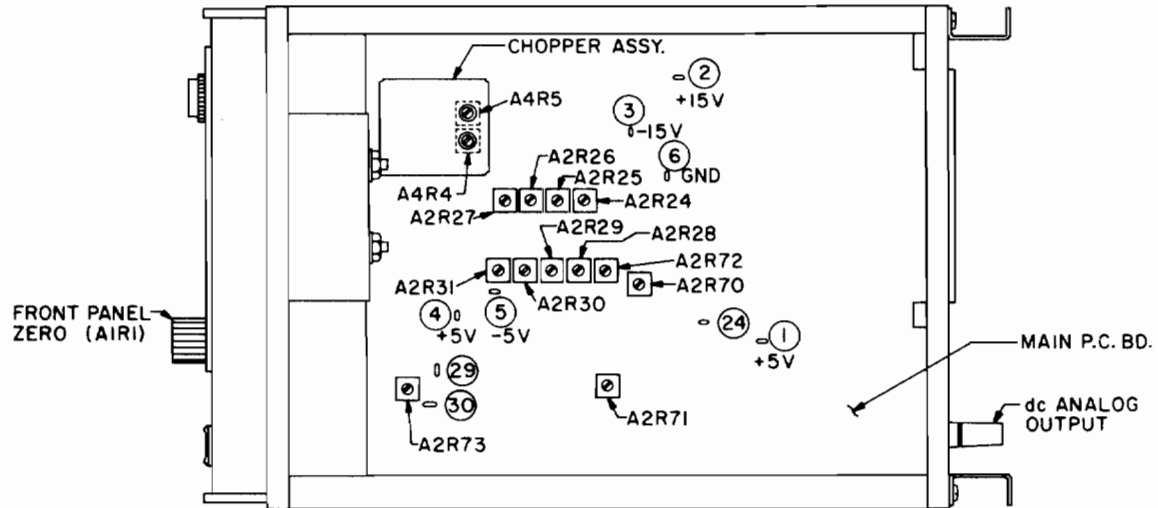 CHOPPER ASSY.
2
+15V
A4R5
3
-15V
6
GND
A2R26
A2R25
A4R4
A2R27
A2R24
A2R29
A2R28
A2R72
A2R31
A2R70
A2R30
FRONT PANEL
ZERO (A1R1)
4
+5V
5
-5V
24
1
+5V
MAIN P.C. BD.
29
30
A2R73
A2R71
dc ANALOG
OUTPUT